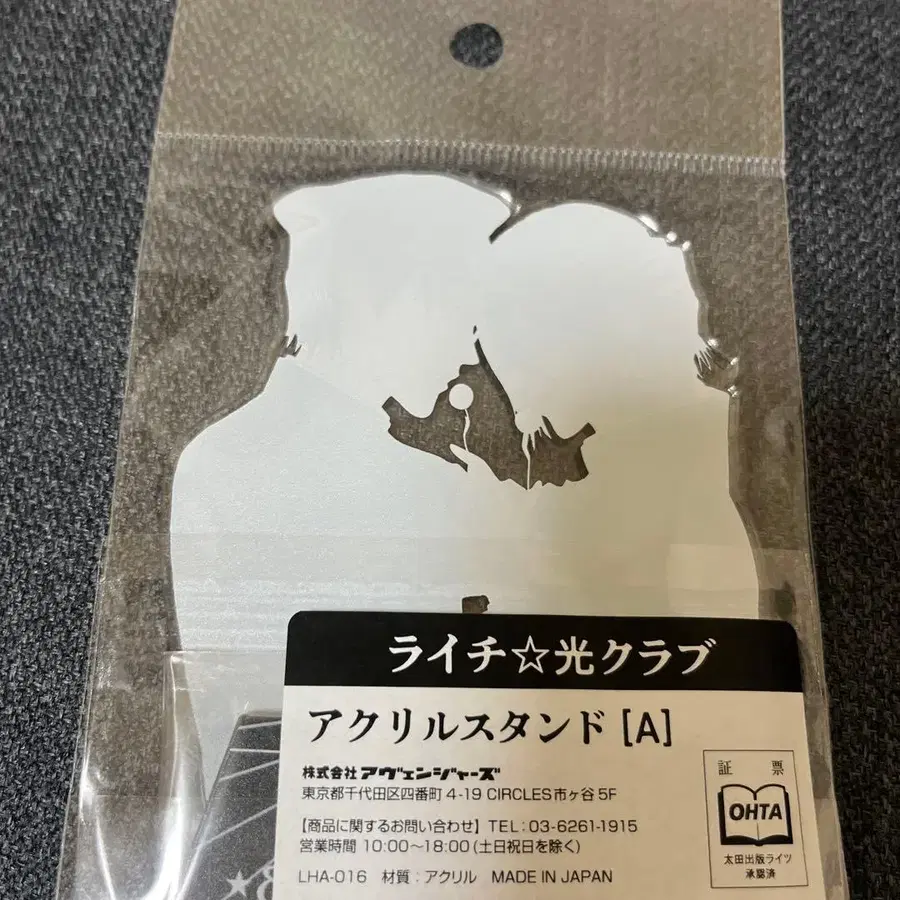 ライチ☆光クラブ
アクリルスタンド [A]
株式会社 アヴェンジャーズ
東京都千代田区四番町 4-19 CIRCLES市ヶ谷 5F
【商品に関するお問い合わせ】 TEL : 03-6261-1915
営業時間 10:00〜18:00 (土日祝日を除く)
LHA-016 材質 : アクリル MADE IN JAPAN
証 票
OHTA
太田出版ライツ
承認済